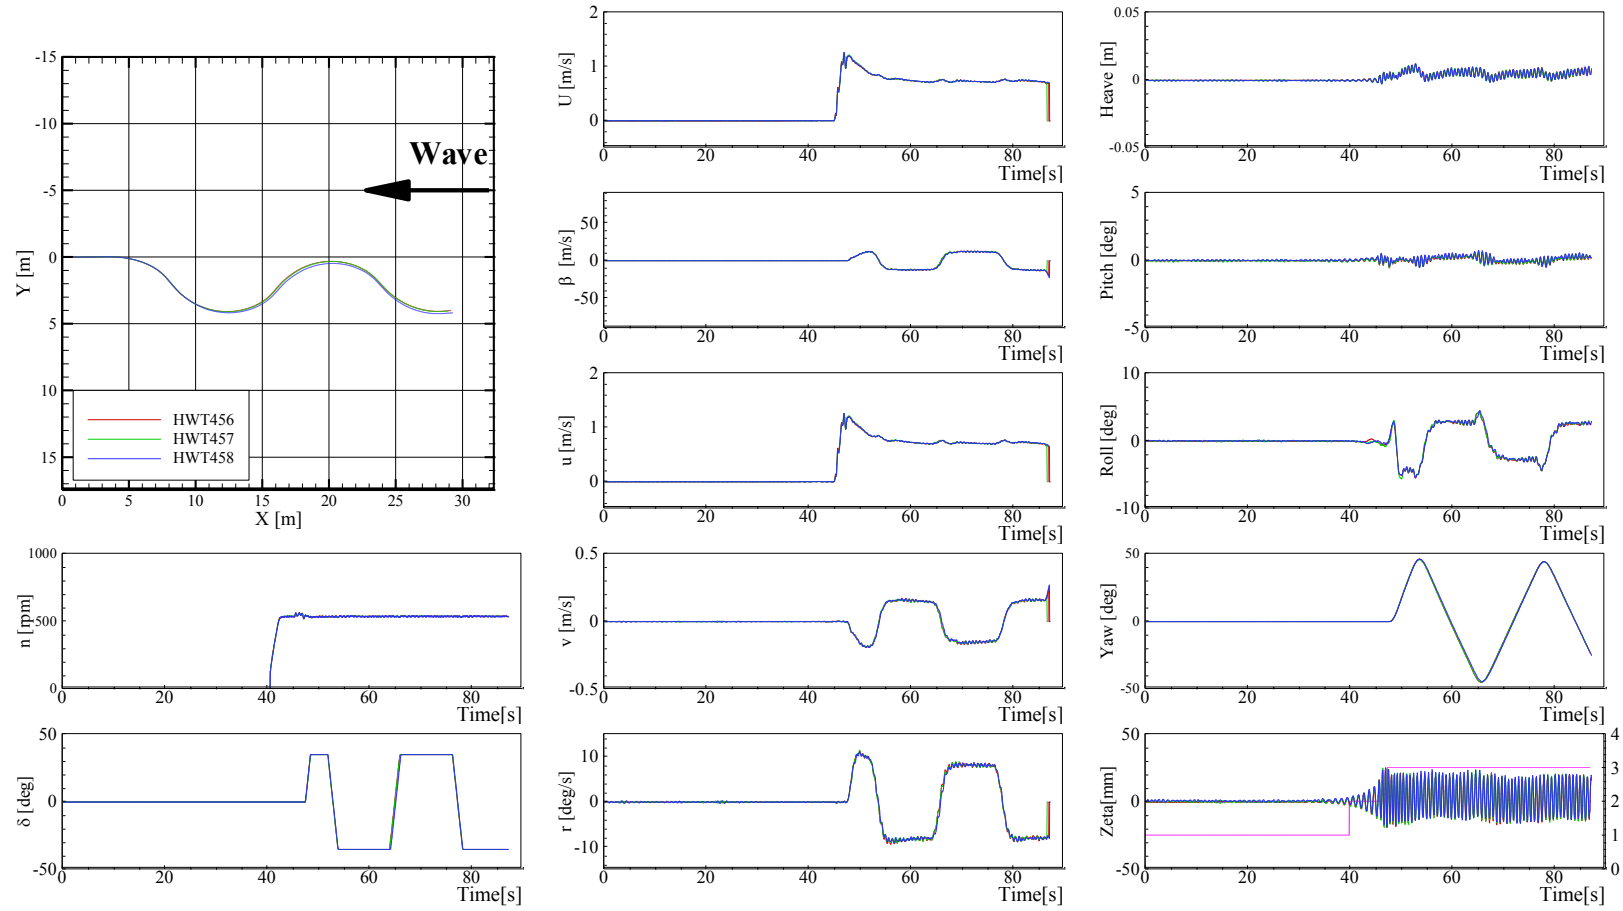 -15
-10
-5
0
5
10
15
Y [m]
Wave
HWT456
HWT457
HWT458
0 5 10 15 20 25 30
X [m]
1000
500
0
n [rpm]
0 20 40 60 80
Time[s]
50
0
-50
δ [deg]
0 20 40 60 80
Time[s]
2
1
0
U [m/s]
0 20 40 60 80
Time[s]
50
0
-50
β [m/s]
0 20 40 60 80
Time[s]
2
1
0
u [m/s]
0 20 40 60 80
Time[s]
0.5
0
-0.5
v [m/s]
0 20 40 60 80
Time[s]
10
0
-10
r [deg/s]
0 20 40 60 80
Time[s]
0.05
0
-0.05
Heave [m]
0 20 40 60 80
Time[s]
5
0
-5
Pitch [deg]
0 20 40 60 80
Time[s]
10
0
-10
Roll [deg]
0 20 40 60 80
Time[s]
50
0
-50
Yaw [deg]
0 20 40 60 80
Time[s]
50
0
-50
Zeta[mm]
4
3
2
1
0
0 20 40 60 80
Time[s]